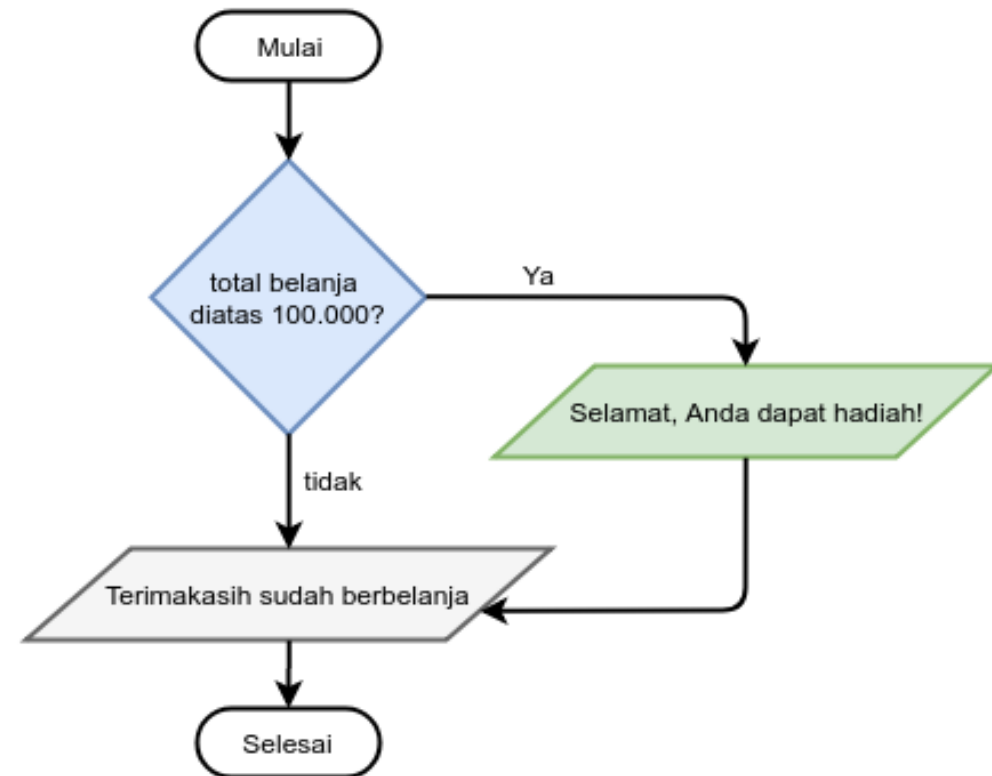 Mulai
total belanja
diatas 100.000?
Ya
Selamat, Anda dapat hadiah!
tidak
Terimakasih sudah berbelanja
Selesai